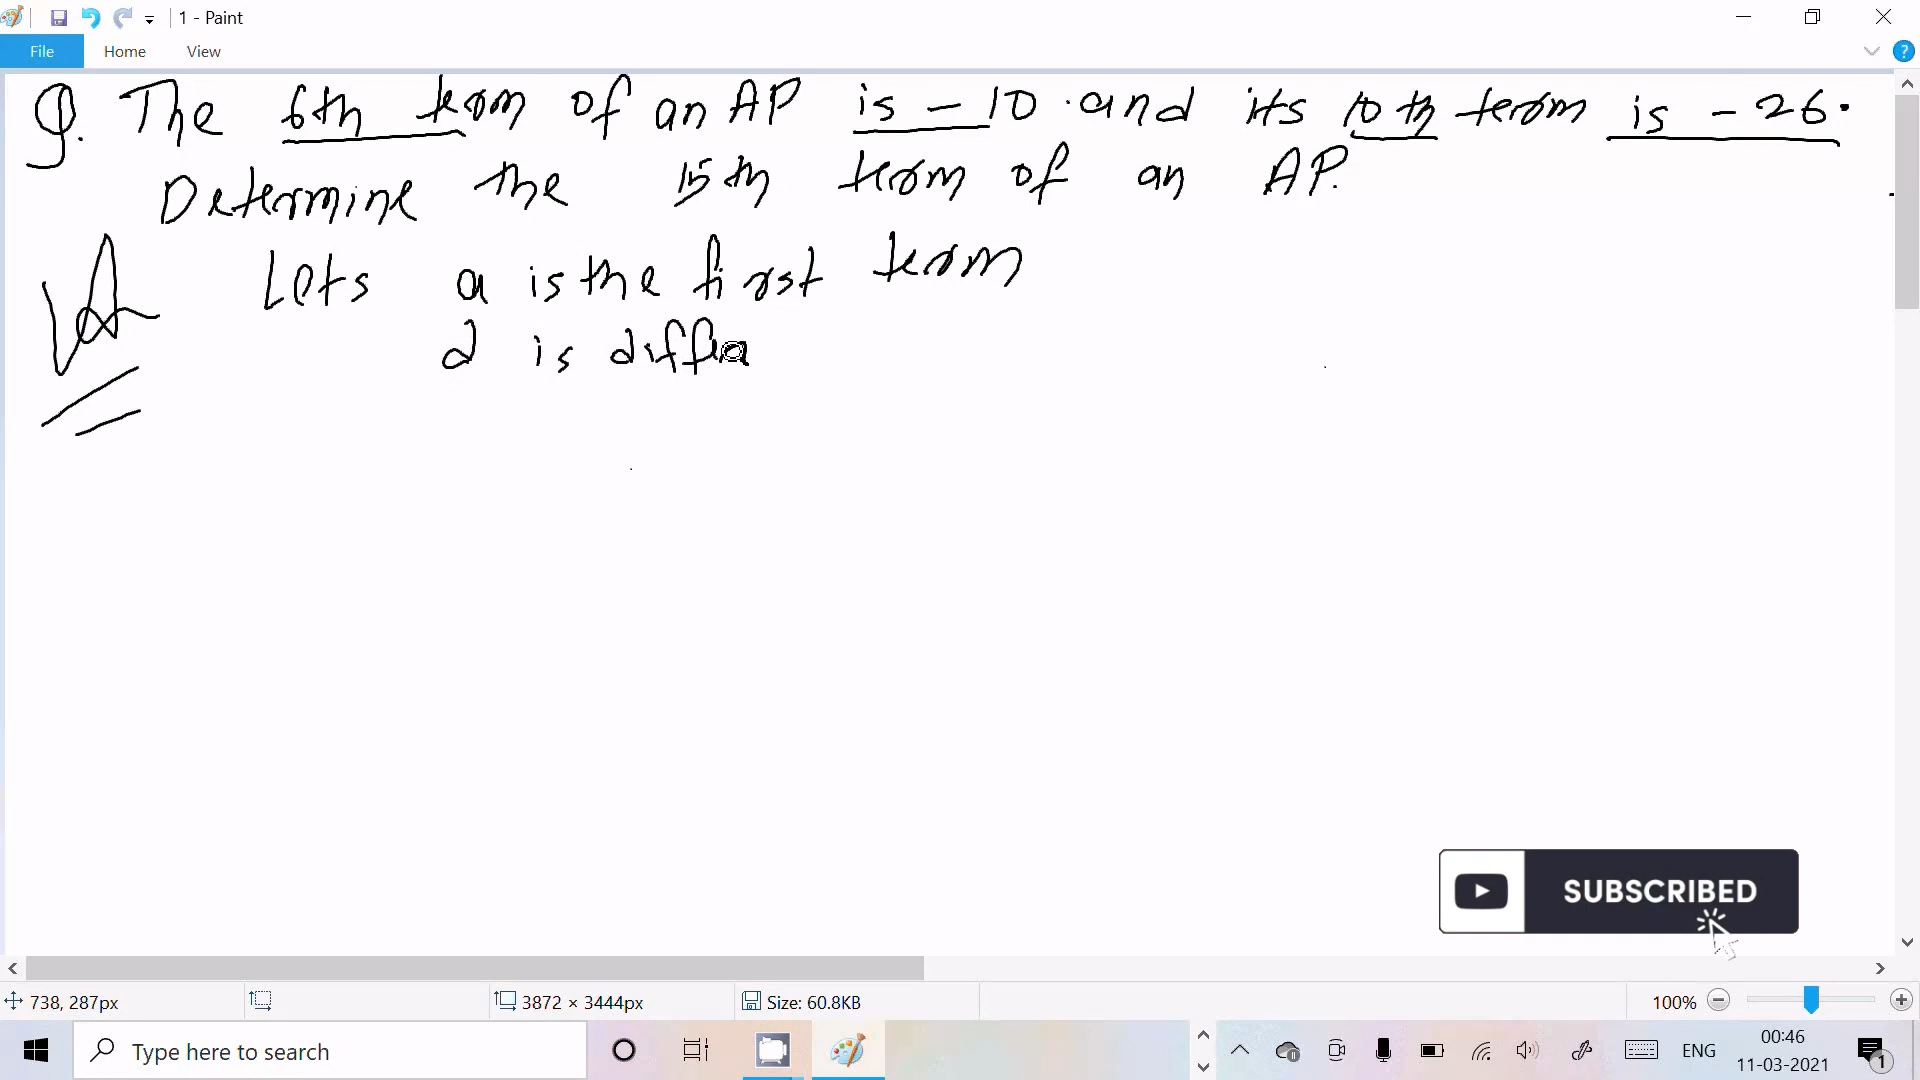 1 - Paint
File Home View
Q. The 6th term of an AP is -10 and its 10th term is -26.
Determine the 15th term of an AP.
Lets a is the first term
d is
SUBSCRIBED
738, 287px 3872 × 3444px Size: 60.8KB 100%
Type here to search ENG 00:46
11-03-2021
1